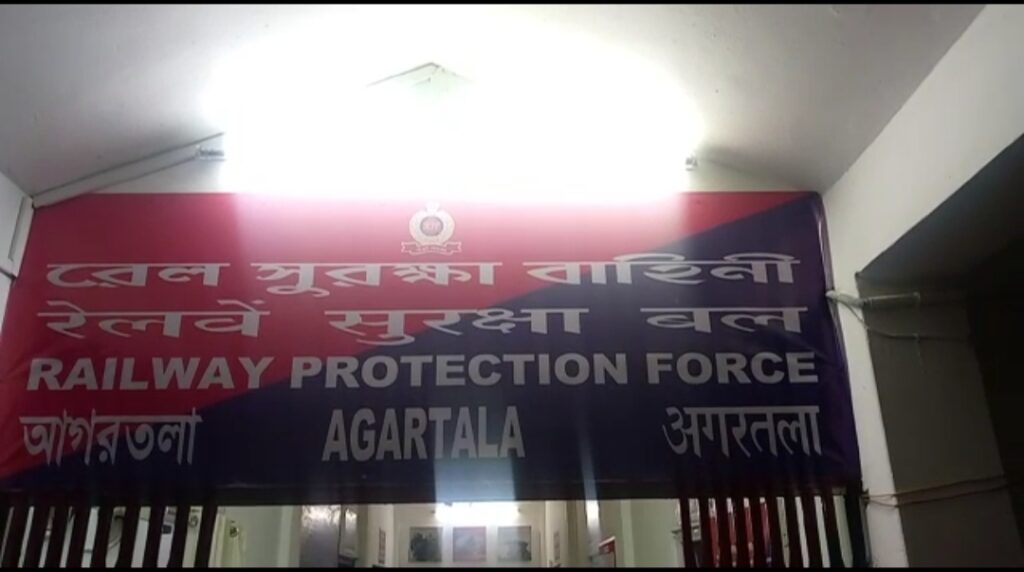 রেল সুরক্ষা বাহিনী
रेलवें सुरक्षा बल
RAILWAY PROTECTION FORCE
আগরতলা AGARTALA अगरतला